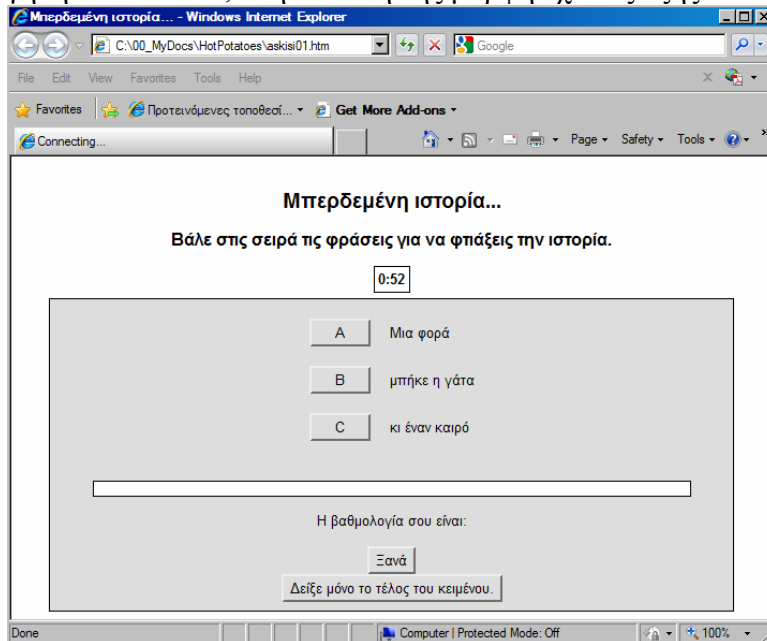 Μπερδεμένη ιστορία... - Windows Internet Explorer
C:\00_MyDocs\HotPotatoes\askisi01.htm
Google
File Edit View Favorites Tools Help
Favorites Προτεινόμενες τοποθεσί... Get More Add-ons
Connecting... Page Safety Tools
Μπερδεμένη ιστορία...
Βάλε στις σειρά τις φράσεις για να φτιάξεις την ιστορία.
0:52
A Μια φορά
B μπήκε η γάτα
C κι έναν καιρό
Η βαθμολογία σου είναι:
Ξανά
Δείξε μόνο το τέλος του κειμένου.
Done Computer | Protected Mode: Off 100%